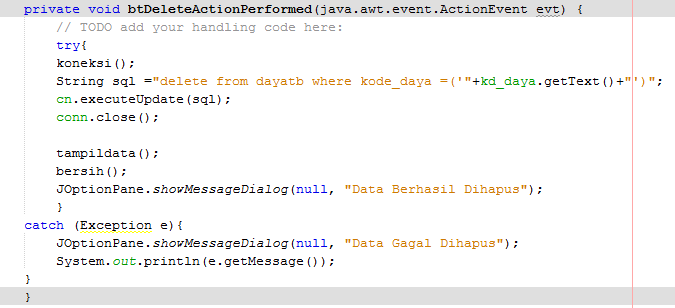 private void btDeleteActionPerformed(java.awt.event.ActionEvent evt) {
// TODO add your handling code here:
try{
koneksi();
String sql ="delete from dayatb where kode_daya =('"+kd_daya.getText()+"')";
cn.executeUpdate(sql);
conn.close();
tampildata();
bersih();
JOptionPane.showMessageDialog(null, "Data Berhasil Dihapus");
}
catch (Exception e){
JOptionPane.showMessageDialog(null, "Data Gagal Dihapus");
System.out.println(e.getMessage());
}
}